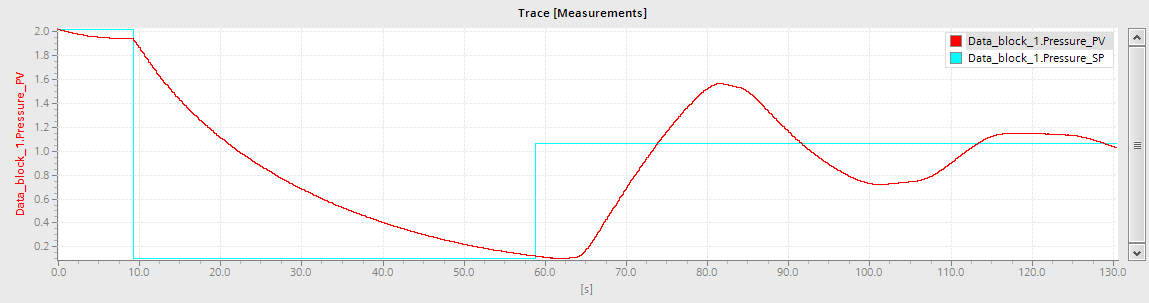 Trace [Measurements]
Data_block_1.Pressure_PV
Data_block_1.Pressure_SP
Data_block_1.Pressure_PV
2.0
1.8
1.6
1.4
1.2
1.0
0.8
0.6
0.4
0.2
0.0 10.0 20.0 30.0 40.0 50.0 60.0 70.0 80.0 90.0 100.0 110.0 120.0 130.0
[s]